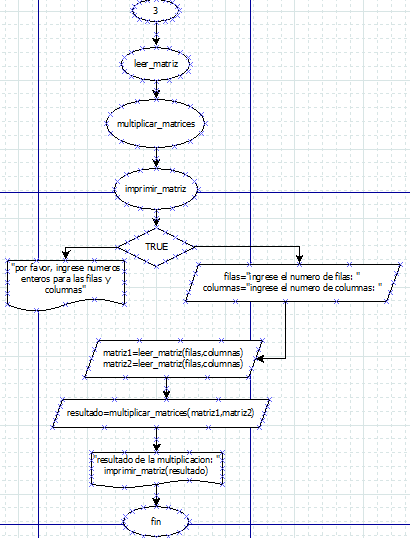 3
leer_matriz
multiplicar_matrices
imprimir_matriz
TRUE
"por favor, ingrese numeros
enteros para las filas y
columnas"
filas="ingrese el numero de filas: "
columnas="ingrese el numero de columnas: "
matriz1=leer_matriz(filas,columnas)
matriz2=leer_matriz(filas,columnas)
resultado=multiplicar_matrices(matriz1,matriz2)
"resultado de la multiplicacion: "
imprimir_matriz(resultado)
fin